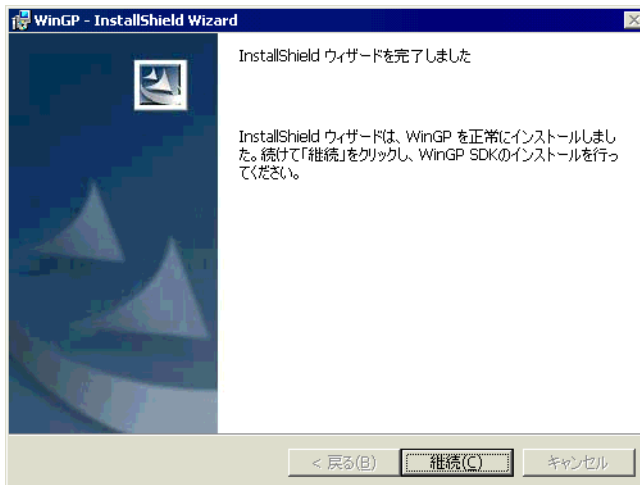 WinGP - InstallShield Wizard
InstallShield ウィザードを完了しました
InstallShield ウィザードは、WinGP を正常にインストールしまし
た。続けて「継続」をクリックし、WinGP SDKのインストールを行っ
てください。
< 戻る(B) 継続(C) キャンセル